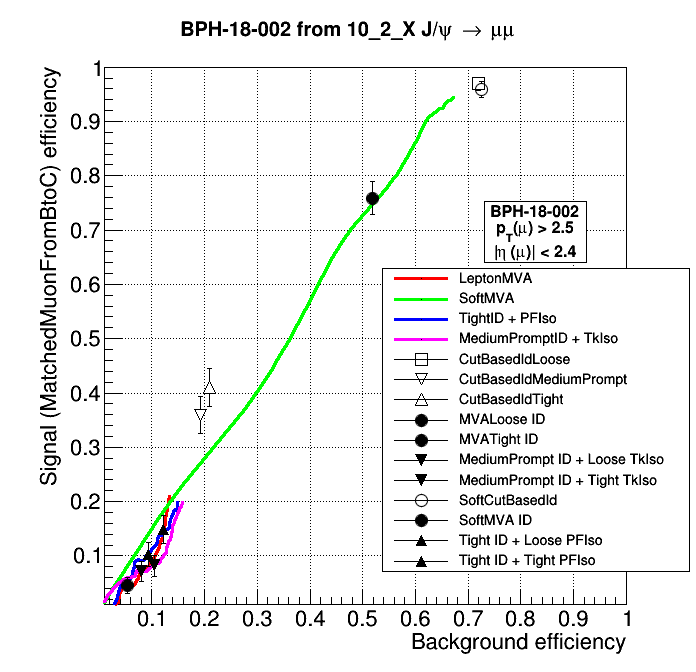 BPH-18-002 from 10_2_X J/ψ → μμ
Signal (MatchedMuonFromBtoC) efficiency
1
0.9
0.8
0.7
0.6
0.5
0.4
0.3
0.2
0.1
BPH-18-002
pT(μ) > 2.5
|η (μ)| < 2.4
LeptonMVA
SoftMVA
TightID + PFIso
MediumPromptID + TkIso
CutBasedIdLoose
CutBasedIdMediumPrompt
CutBasedIdTight
MVALoose ID
MVATight ID
MediumPrompt ID + Loose TkIso
MediumPrompt ID + Tight TkIso
SoftCutBasedId
SoftMVA ID
Tight ID + Loose PFIso
Tight ID + Tight PFIso
0.1 0.2 0.3 0.4 0.5 0.6 0.7 0.8 0.9 1
Background efficiency